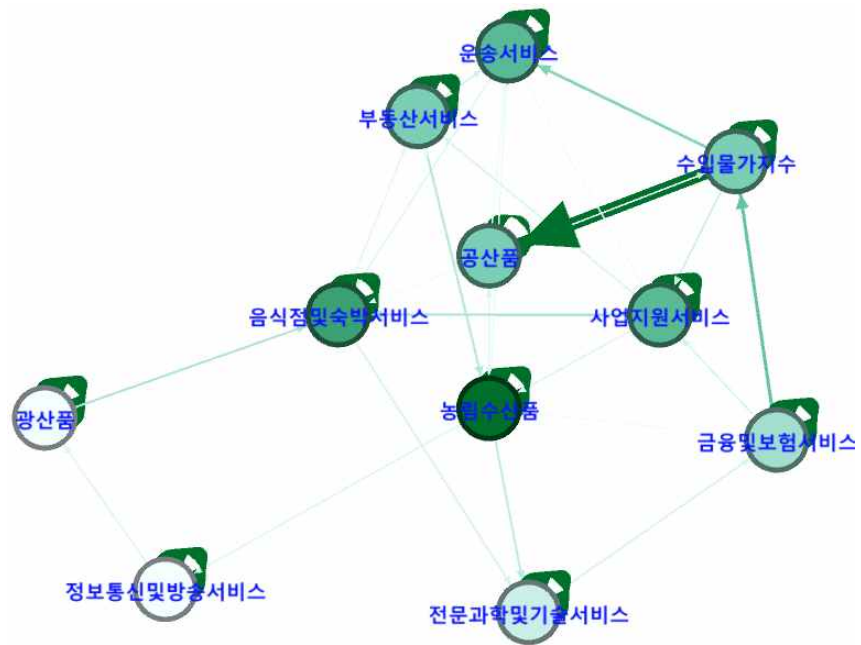 운송서비스
부동산서비스
수입물가지수
공산품
음식점및숙박서비스
사업지원서비스
농림수산품
광산품
금융및보험서비스
정보통신및방송서비스
전문과학및기술서비스